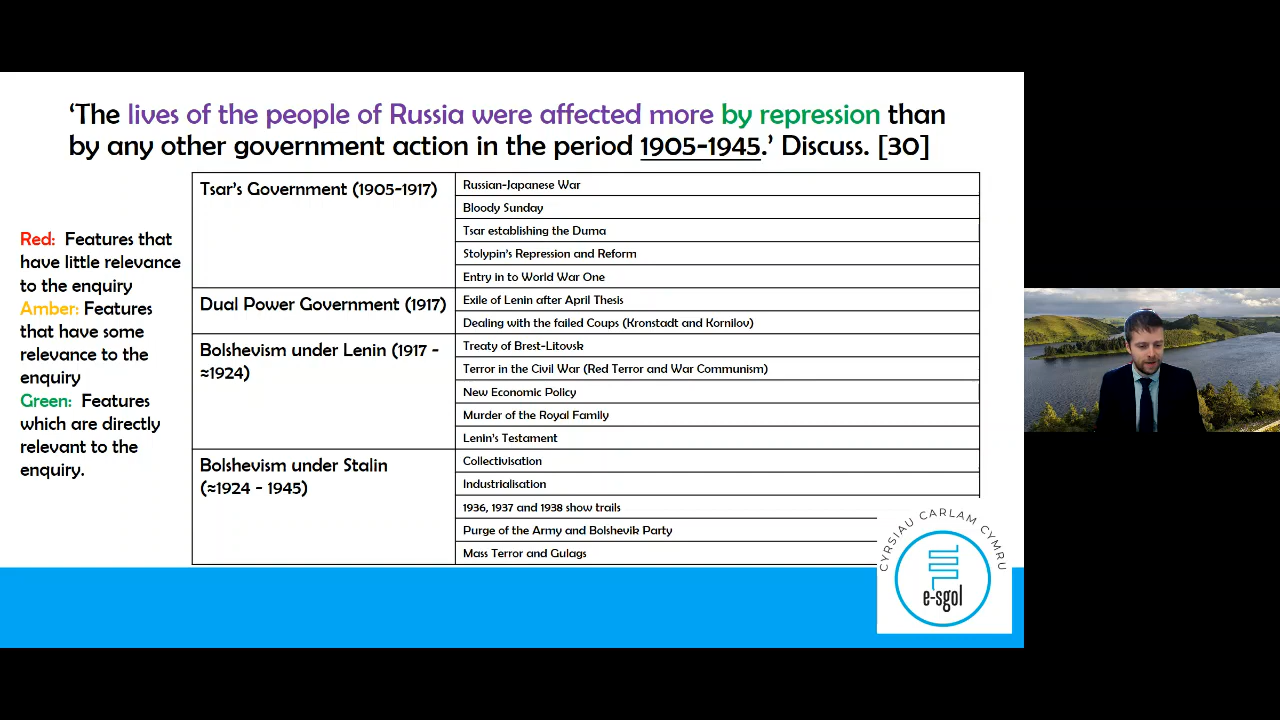 ‘The lives of the people of Russia were affected more by repression than
by any other government action in the period 1905-1945.’ Discuss. [30]
Red: Features that
have little relevance
to the enquiry
Amber: Features
that have some
relevance to the
enquiry
Green: Features
which are directly
relevant to the
enquiry.
Tsar's Government (1905-1917)
Russian-Japanese War
Bloody Sunday
Tsar establishing the Duma
Stolypin's Repression and Reform
Entry in to World War One
Dual Power Government (1917)
Exile of Lenin after April Thesis
Dealing with the failed Coups (Kronstadt and Kornilov)
Bolshevism under Lenin (1917 -
≈1924)
Treaty of Brest-Litovsk
Terror in the Civil War (Red Terror and War Communism)
New Economic Policy
Murder of the Royal Family
Lenin's Testament
Bolshevism under Stalin
(≈1924 - 1945)
Collectivisation
Industrialisation
1936, 1937 and 1938 show trails
Purge of the Army and Bolshevik Party
Mass Terror and Gulags
CYRSIAU CARLAM CYMRU
e-sgol